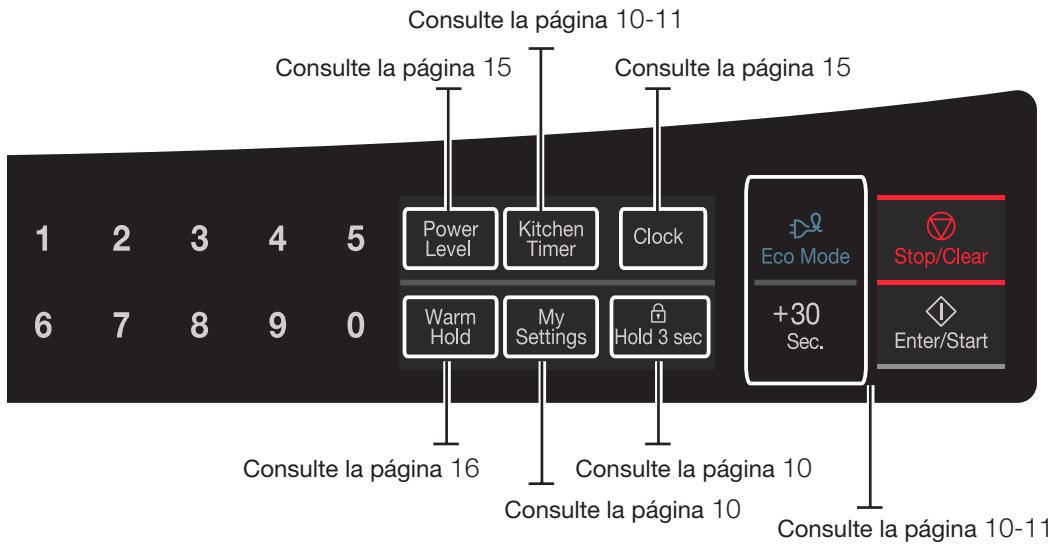 Consulte la página 10-11
Consulte la página 15
Consulte la página 15
1 2 3 4 5
Power
Level
Kitchen
Timer
Clock
Eco Mode
Stop/Clear
6 7 8 9 0
Warm
Hold
My
Settings
Hold 3 sec
+30
Sec.
Enter/Start
Consulte la página 16
Consulte la página 10
Consulte la página 10
Consulte la página 10-11